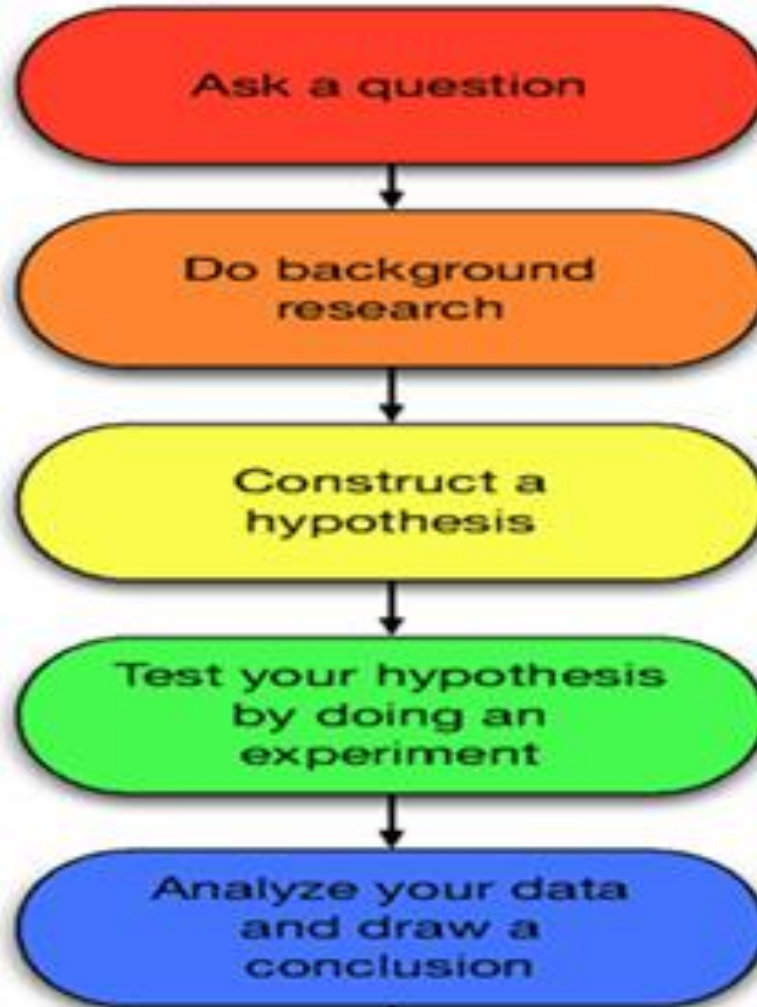 Ask a question
Do background
research
Construct a
hypothesis
Test your hypothesis
by doing an
experiment
Analyze your data
and draw a
conclusion